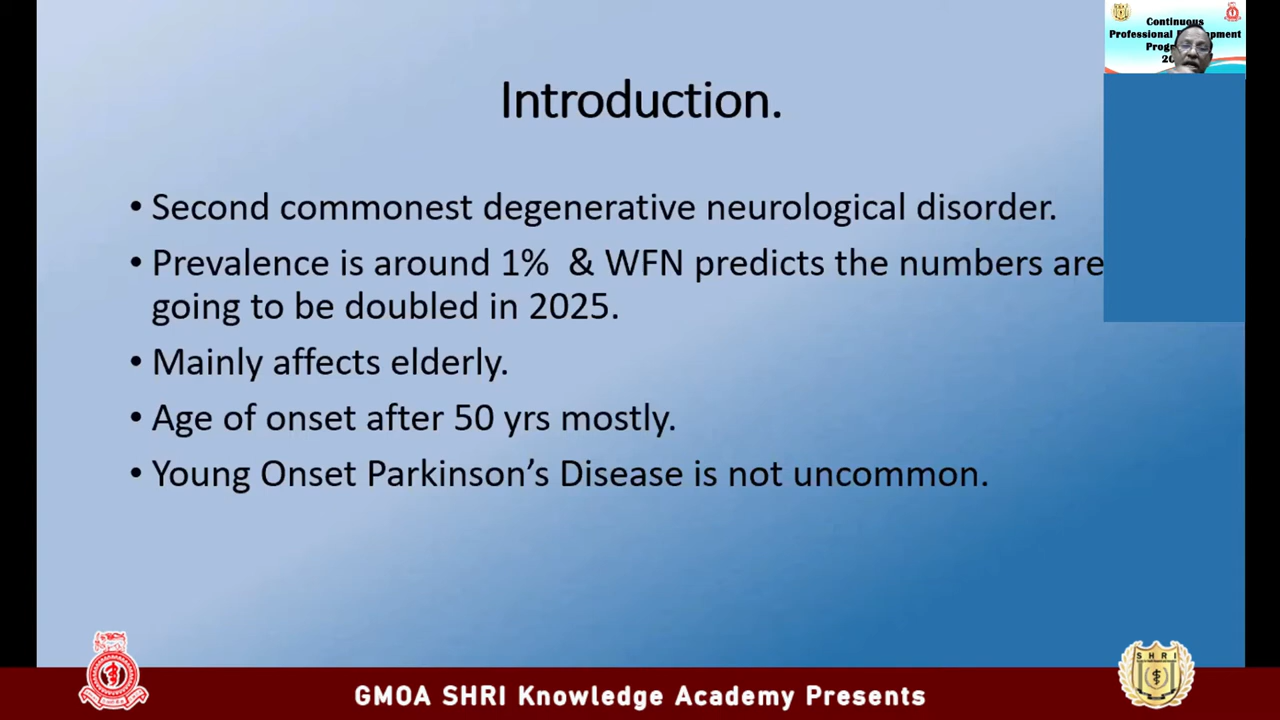 Continuous
Professional
Introduction.
• Second commonest degenerative neurological disorder.
• Prevalence is around 1% & WFN predicts the numbers are
going to be doubled in 2025.
• Mainly affects elderly.
• Age of onset after 50 yrs mostly.
• Young Onset Parkinson’s Disease is not uncommon.
SHRI
GMOA SHRI Knowledge Academy Presents